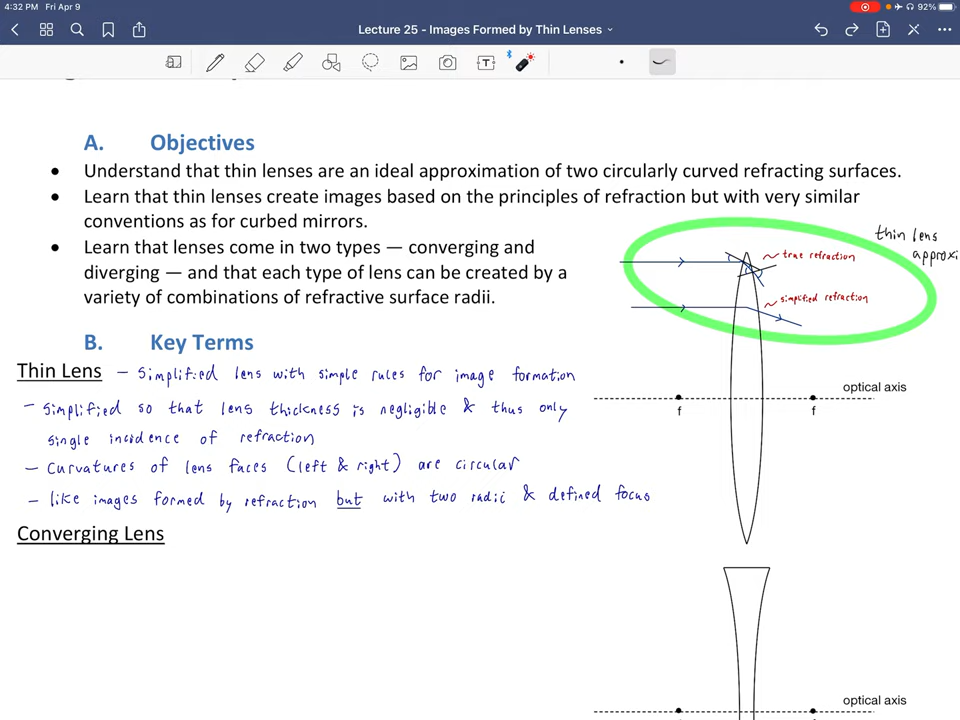 4:32 PM Fri Apr 9
92%
Lecture 25 - Images Formed by Thin Lenses
T
A. Objectives
• Understand that thin lenses are an ideal approximation of two circularly curved refracting surfaces.
• Learn that thin lenses create images based on the principles of refraction but with very similar
conventions as for curbed mirrors.
• Learn that lenses come in two types — converging and
diverging — and that each type of lens can be created by a
variety of combinations of refractive surface radii.
thin lens
approxi
true refraction
simplified refraction
B. Key Terms
Thin Lens - Simplified lens with simple rules for image formation
- simplified so that lens thickness is negligible & thus only
single incidence of refraction
- Curvatures of lens faces (left & right) are circular
- like images formed by refraction but with two radii & defined focus
Converging Lens
optical axis
f
f
optical axis